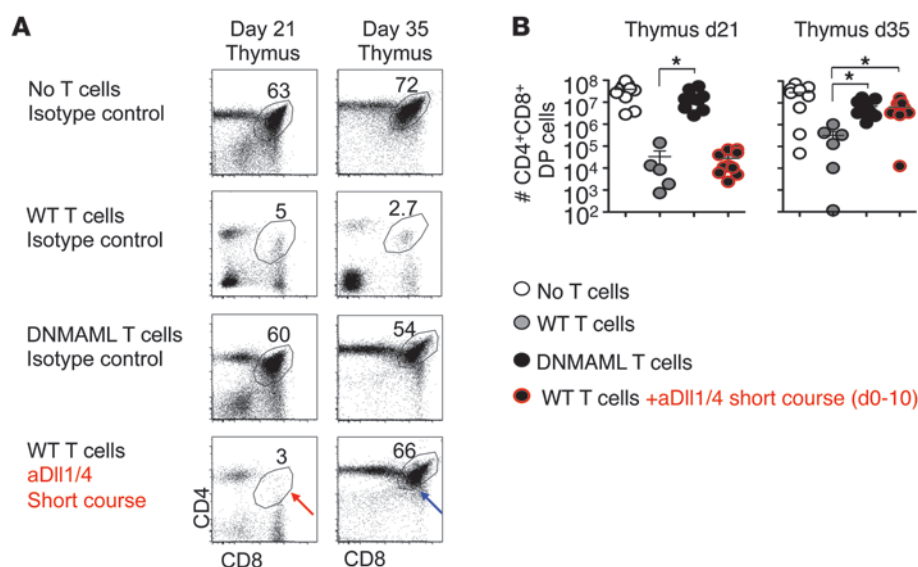 A
Day 21
Thymus
Day 35
Thymus
No T cells
Isotype control
63
72
WT T cells
Isotype control
5
2.7
DNMAML T cells
Isotype control
60
54
WT T cells
aDll1/4
Short course
3
66
CD4
CD8
CD8
B
Thymus d21
Thymus d35
# CD4+CD8+
DP cells
10^8
10^7
10^6
10^5
10^4
10^3
10^2
*
*
*
No T cells
WT T cells
DNMAML T cells
WT T cells +aDll1/4 short course (d0-10)